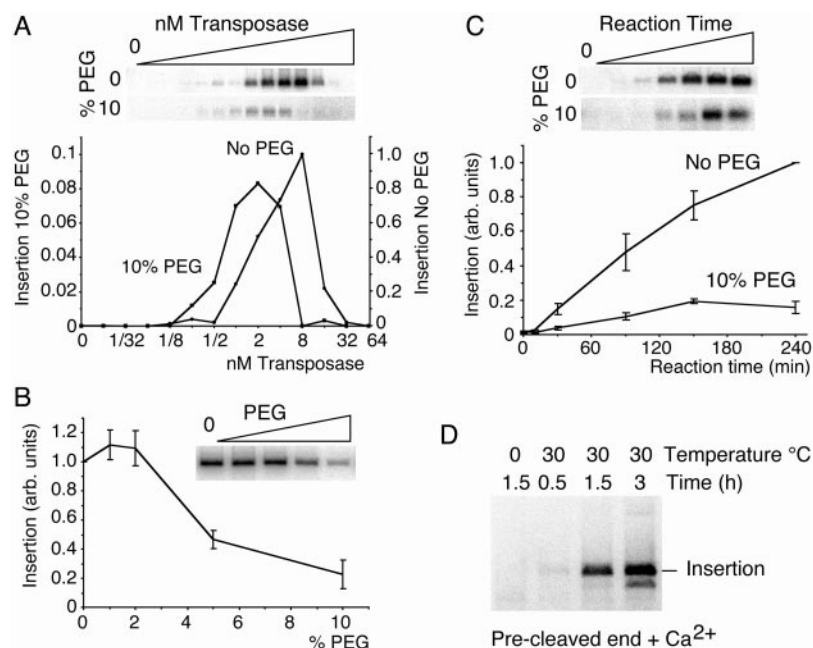 A
nM Transposase
0
% PEG
0
10
Insertion 10% PEG
0.1
0.08
0.06
0.04
0.02
0
No PEG
10% PEG
1.0
0.8
0.6
0.4
0.2
0
Insertion No PEG
0 1/32 1/8 1/2 2 8 32 64
nM Transposase
B
Insertion (arb. units)
1.2
1.0
0.8
0.6
0.4
0.2
0
PEG
0
0 2 4 6 8 10
% PEG
C
Reaction Time
0
% PEG
0
10
Insertion (arb. units)
1.0
0.8
0.6
0.4
0.2
0
No PEG
10% PEG
0 60 120 180 240
Reaction time (min)
D
0 30 30 30 Temperature °C
1.5 0.5 1.5 3 Time (h)
Insertion
Pre-cleaved end + Ca2+